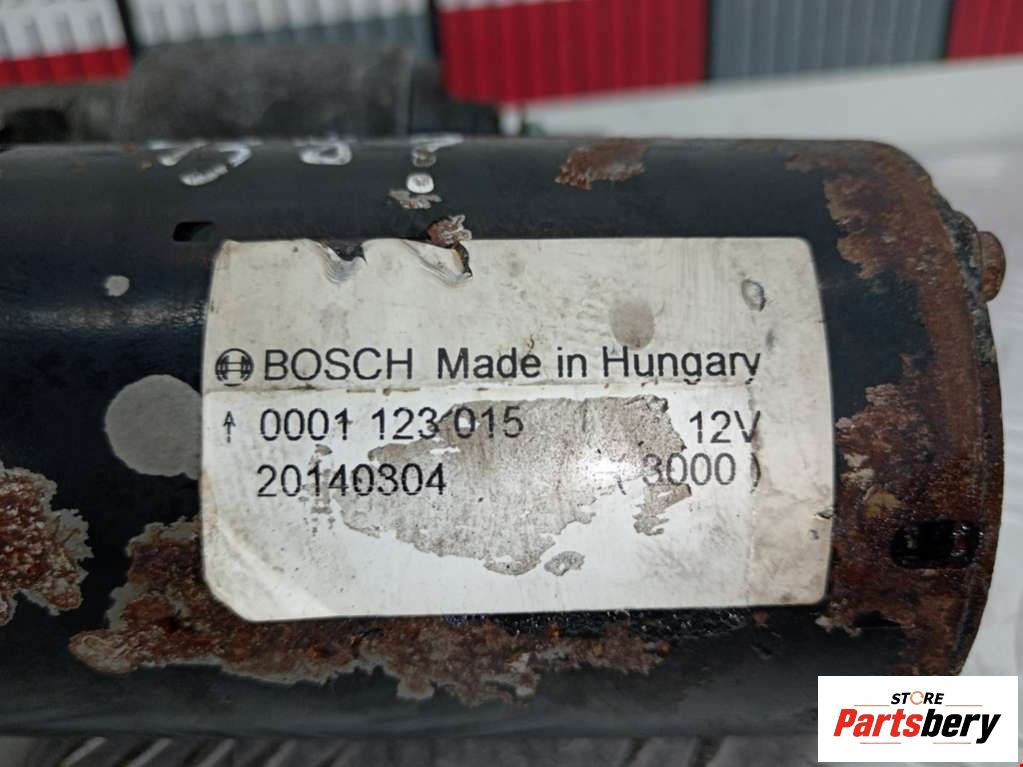 BOSCH Made in Hungary
↑ 0001 123 015 12V
20140304 (3000)
STORE
Partsbery